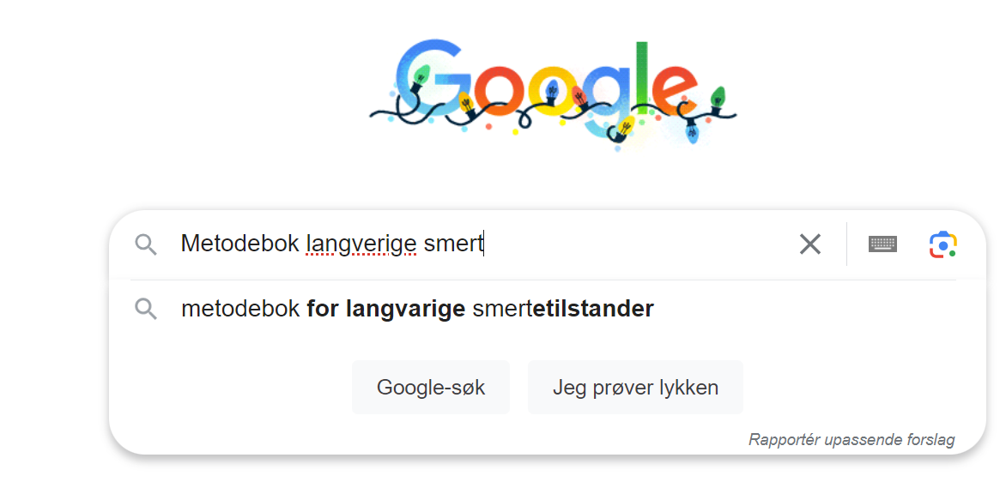 Google
Metodebok langverige smert
metodebok for langvarige smertetilstander
Google-søk
Jeg prøver lykken
Rapportér upassende forslag